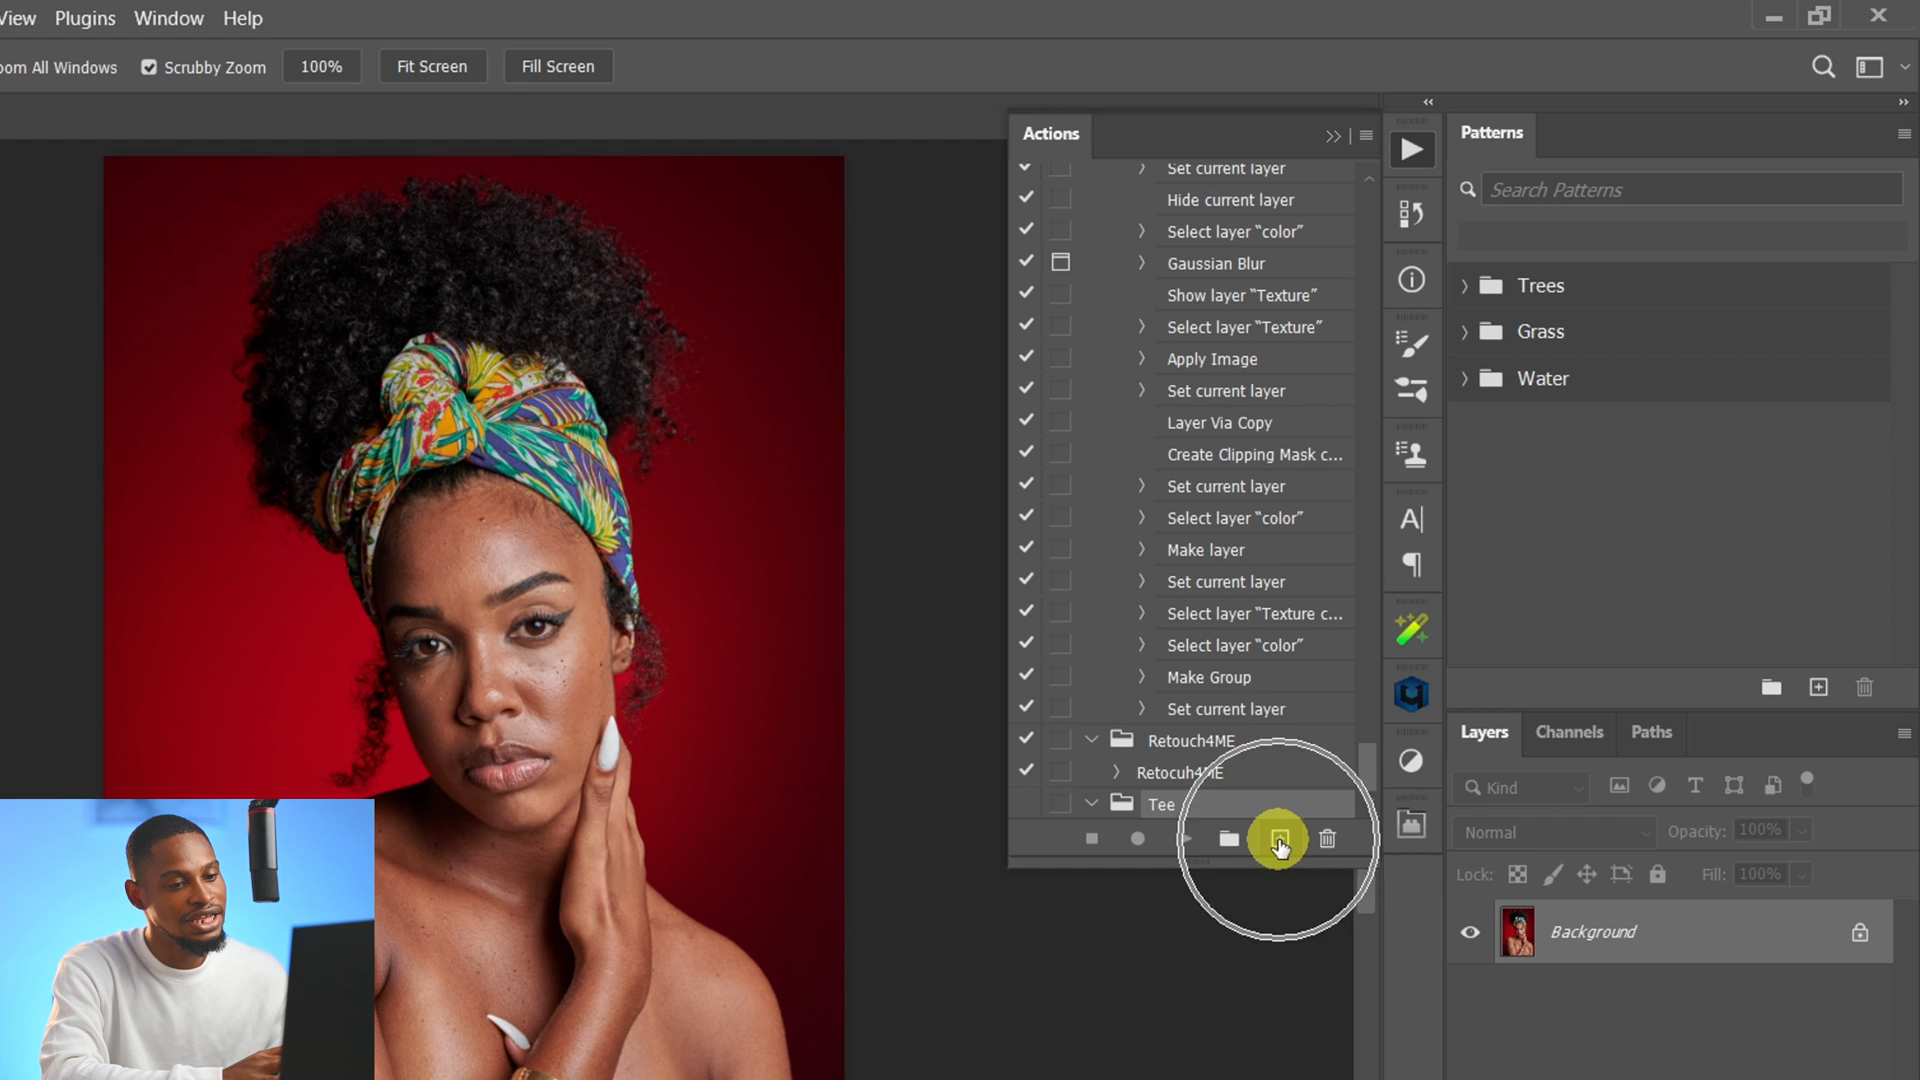 View Plugins Window Help
oom All Windows Scrubby Zoom 100% Fit Screen Fill Screen
Actions
Set current layer
Hide current layer
Select layer “color”
Gaussian Blur
Show layer “Texture”
Select layer “Texture”
Apply Image
Set current layer
Layer Via Copy
Create Clipping Mask c...
Set current layer
Select layer “color”
Make layer
Set current layer
Select layer “Texture c...
Select layer “color”
Make Group
Set current layer
Retouch4ME
Retocuh4ME
Tee
Patterns
Search Patterns
Trees
Grass
Water
Layers Channels Paths
Kind
Normal Opacity: 100%
Lock: Fill: 100%
Background